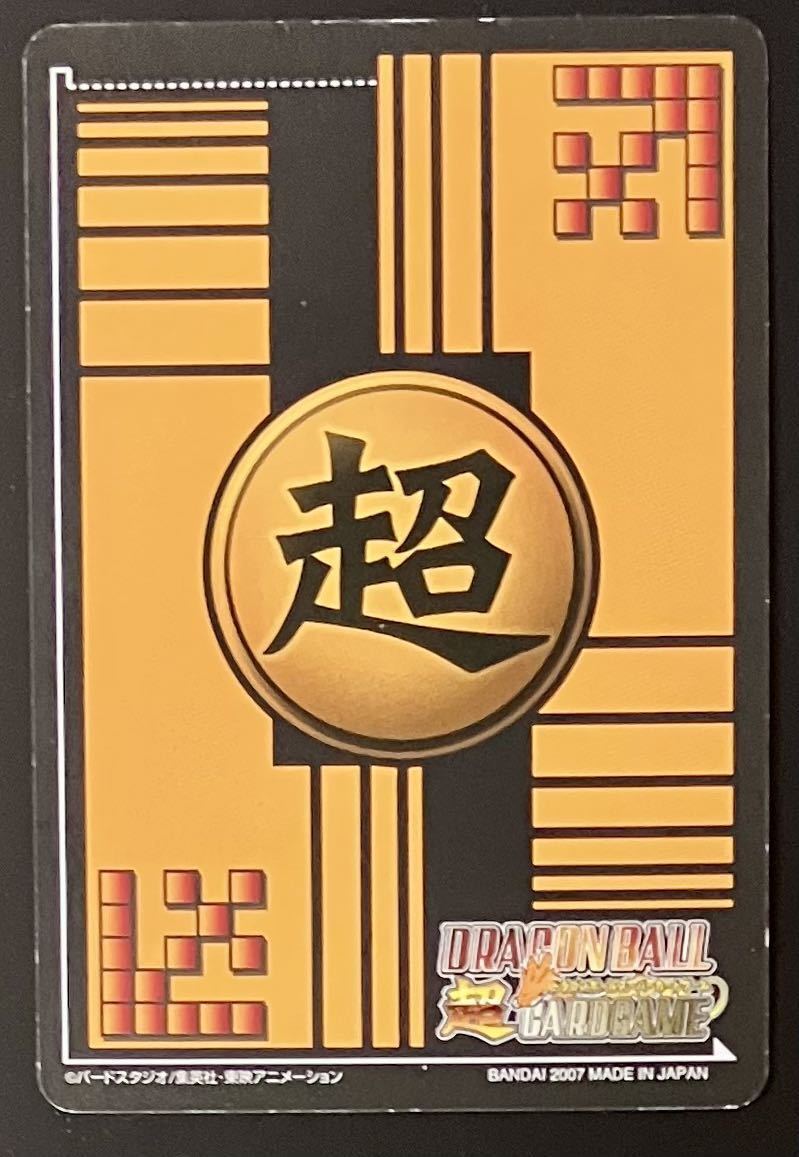 超
DRAGON BALL
超 CARDGAME
©バードスタジオ/集英社・東映アニメーション
BANDAI 2007 MADE IN JAPAN